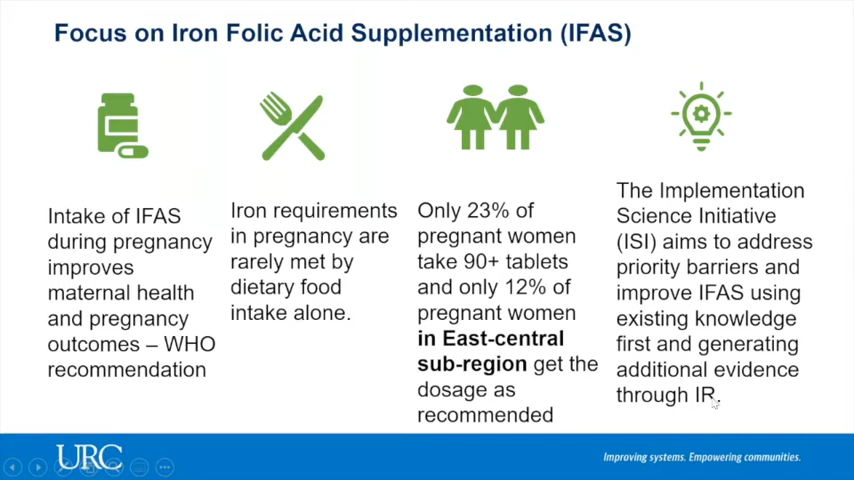 Focus on Iron Folic Acid Supplementation (IFAS)
Intake of IFAS
during pregnancy
improves
maternal health
and pregnancy
outcomes – WHO
recommendation
Iron requirements
in pregnancy are
rarely met by
dietary food
intake alone.
Only 23% of
pregnant women
take 90+ tablets
and only 12% of
pregnant women
in East-central
sub-region get the
dosage as
recommended
The Implementation
Science Initiative
(ISI) aims to address
priority barriers and
improve IFAS using
existing knowledge
first and generating
additional evidence
through IR.
URC
Improving systems. Empowering communities.